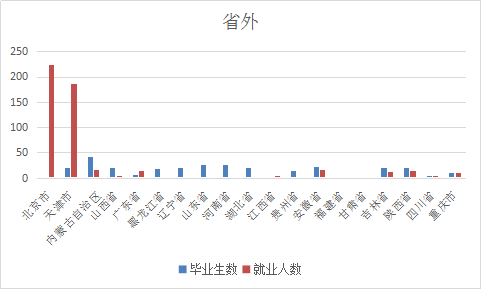 省外
250
200
150
100
50
0
北京市
天津市
内蒙古自治区
山西省
广东省
黑龙江省
辽宁省
山东省
河南省
湖北省
江西省
贵州省
安徽省
福建省
甘肃省
吉林省
陕西省
四川省
重庆市
毕业生数 就业人数